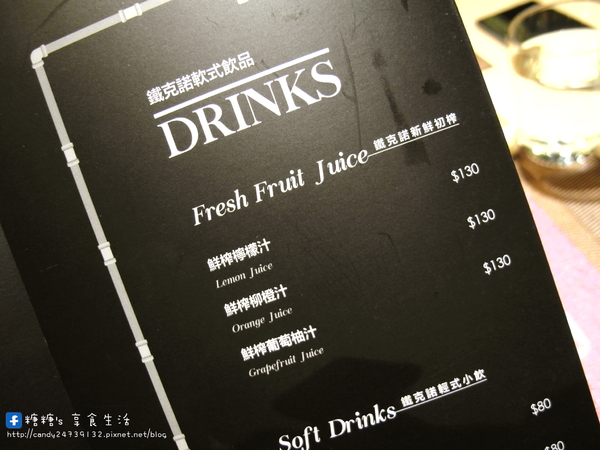 鐵克諾軟式飲品
DRINKS
Fresh Fruit Juice 鐵克諾新鮮初榨
鮮榨檸檬汁 $130
Lemon Juice
鮮榨柳橙汁 $130
Orange Juice
鮮榨葡萄柚汁 $130
Grapefruit Juice
Soft Drinks 鐵克諾輕式小飲
$80
$80
糖糖's 享食生活
http://candy24739132.pixnet.net/blog